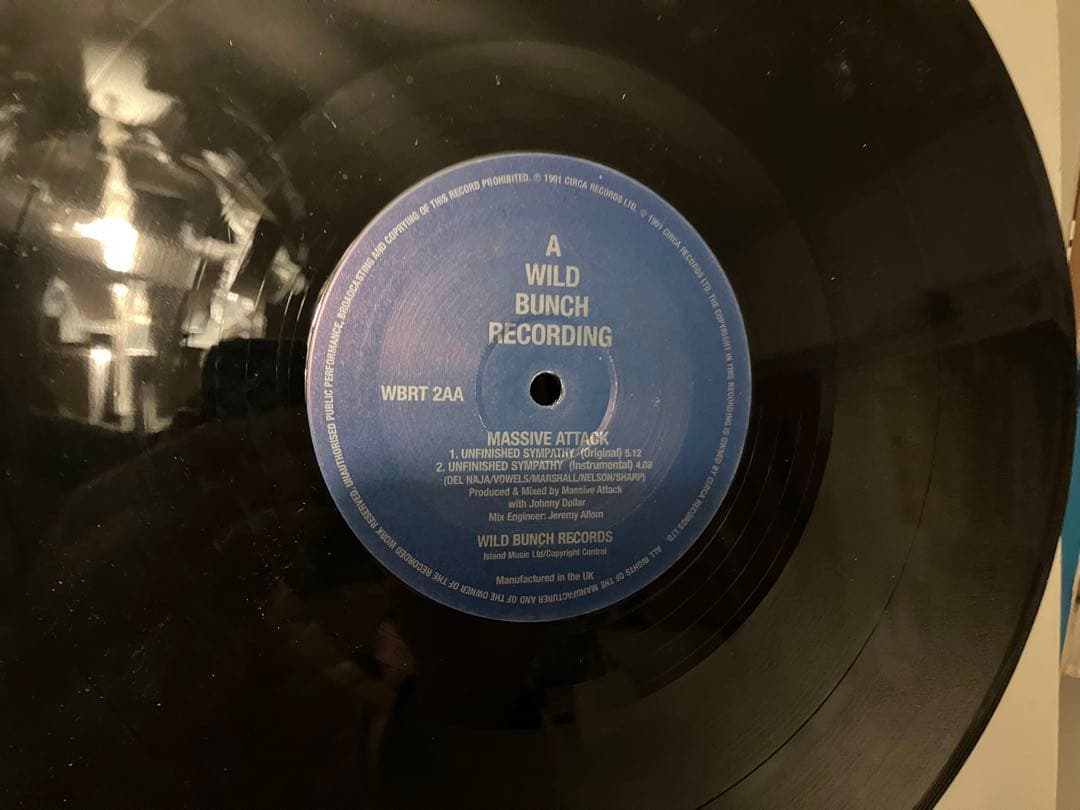 A
WILD
BUNCH
RECORDING
WBRT 2AA
MASSIVE ATTACK
1. UNFINISHED SYMPATHY (Original) 5.12
2. UNFINISHED SYMPATHY (Instrumental) 4.08
(DEL NAJA/VOWELS/MARSHALL/NELSON/SHARP)
Produced & Mixed by Massive Attack
with Johnny Dollar
Mix Engineer: Jeremy Allom
WILD BUNCH RECORDS
Island Music Ltd/Copyright Control
Manufactured in the UK
℗ 1991 CIRCA RECORDS LTD. © 1991 CIRCA RECORDS LTD. THE COPYRIGHT IN THIS RECORDING IS OWNED BY CIRCA RECORDS LTD. ALL RIGHTS OF THE MANUFACTURER AND OF THE OWNER OF THE RECORDED WORK RESERVED. UNAUTHORISED PUBLIC PERFORMANCE, BROADCASTING AND COPRYING OF THIS RECORD PROHIBITED.